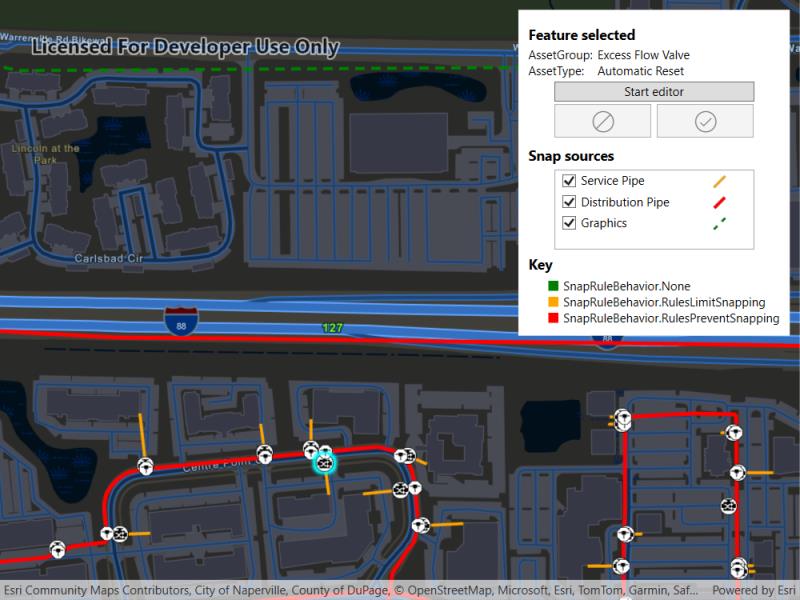 Warrenville Rd Bikeway
Licensed For Developer Use Only
Lincoln at the
Park
Carlsbad Cir
88
127
88
Centre Point
Feature selected
AssetGroup: Excess Flow Valve
AssetType: Automatic Reset
Start editor
Snap sources
Service Pipe
Distribution Pipe
Graphics
Key
SnapRuleBehavior.None
SnapRuleBehavior.RulesLimitSnapping
SnapRuleBehavior.RulesPreventSnapping
Esri Community Maps Contributors, City of Naperville, County of DuPage, © OpenStreetMap, Microsoft, Esri, TomTom, Garmin, Saf... Powered by Esri